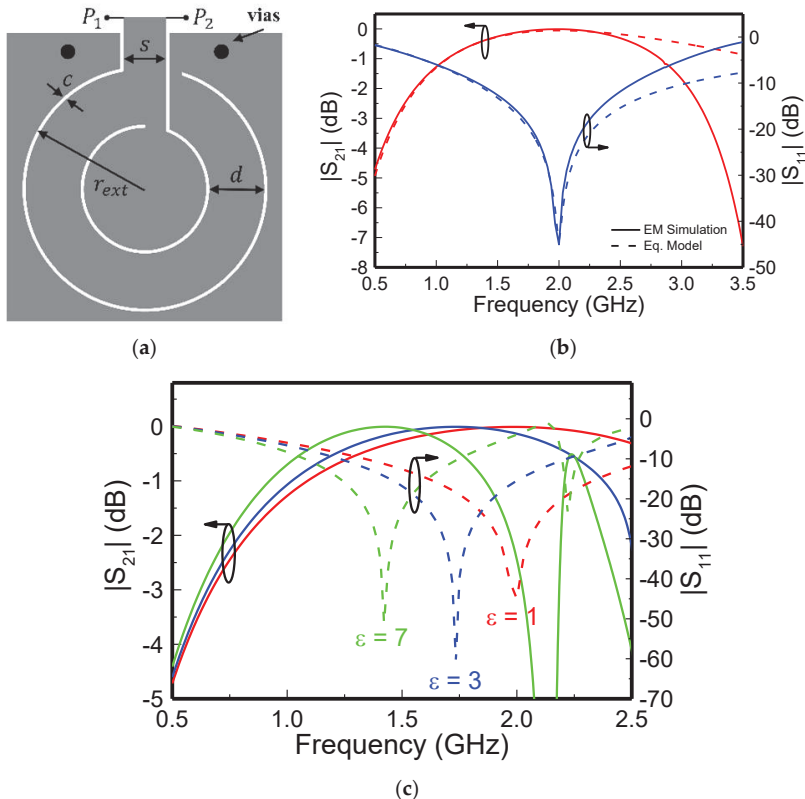 P1 P2 vias
s
c
r_ext
d
(a)
0
-1
-2
-3
-4
-5
-6
-7
-8
|S21| (dB)
10
0
-10
-20
-30
-40
-50
|S11| (dB)
EM Simulation
Eq. Model
0.5 1.0 1.5 2.0 2.5 3.0 3.5
Frequency (GHz)
(b)
0
-1
-2
-3
-4
-5
|S21| (dB)
0
-10
-20
-30
-40
-50
-60
-70
|S11| (dB)
ε = 7
ε = 3
ε = 1
0.5 1.0 1.5 2.0 2.5
Frequency (GHz)
(c)